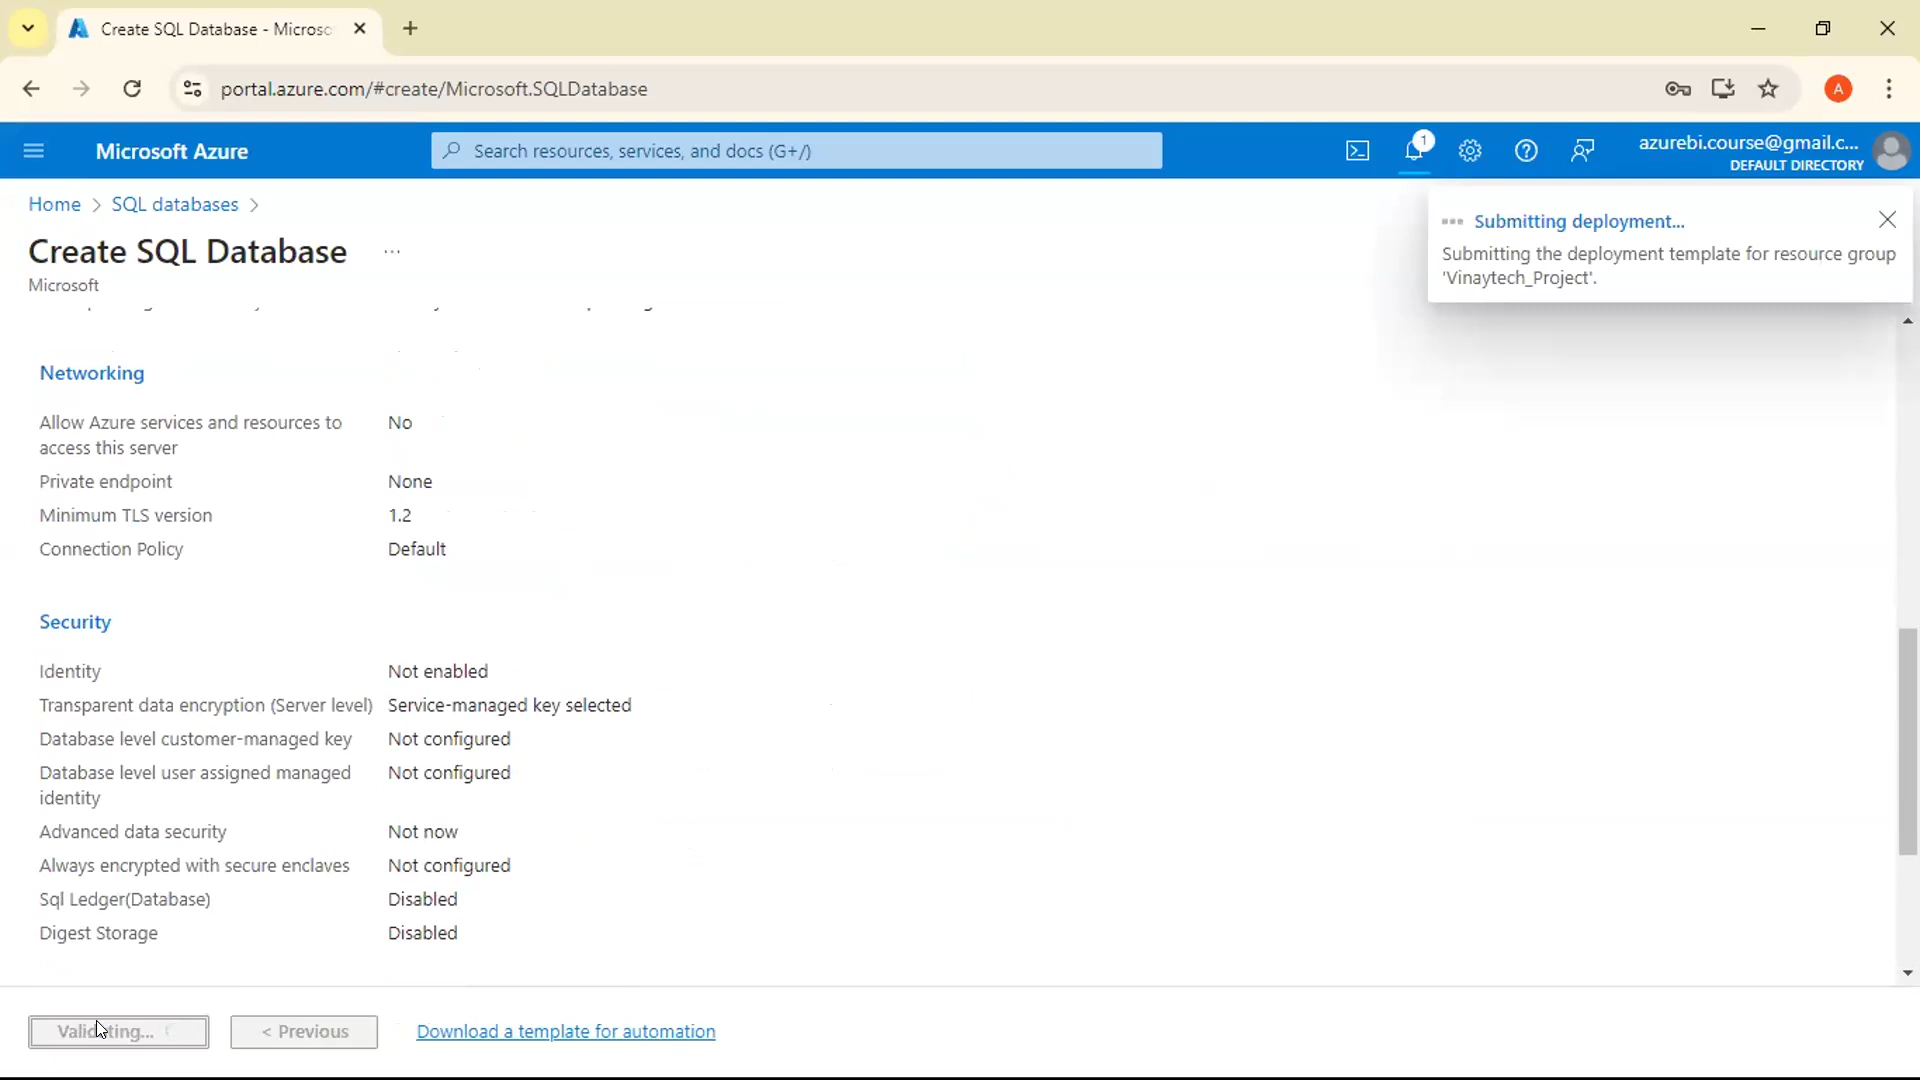 Create SQL Database - Microso
portal.azure.com/#create/Microsoft.SQLDatabase
A
Microsoft Azure
Search resources, services, and docs (G+/)
1
azurebi.course@gmail.c...
DEFAULT DIRECTORY
Home > SQL databases >
Create SQL Database ...
Microsoft
Submitting deployment...
Submitting the deployment template for resource group
'Vinaytech_Project'.
Networking
Allow Azure services and resources to
access this server
No
Private endpoint None
Minimum TLS version 1.2
Connection Policy Default
Security
Identity Not enabled
Transparent data encryption (Server level) Service-managed key selected
Database level customer-managed key Not configured
Database level user assigned managed
identity
Not configured
Advanced data security Not now
Always encrypted with secure enclaves Not configured
Sql Ledger(Database) Disabled
Digest Storage Disabled
Validating...
< Previous
Download a template for automation